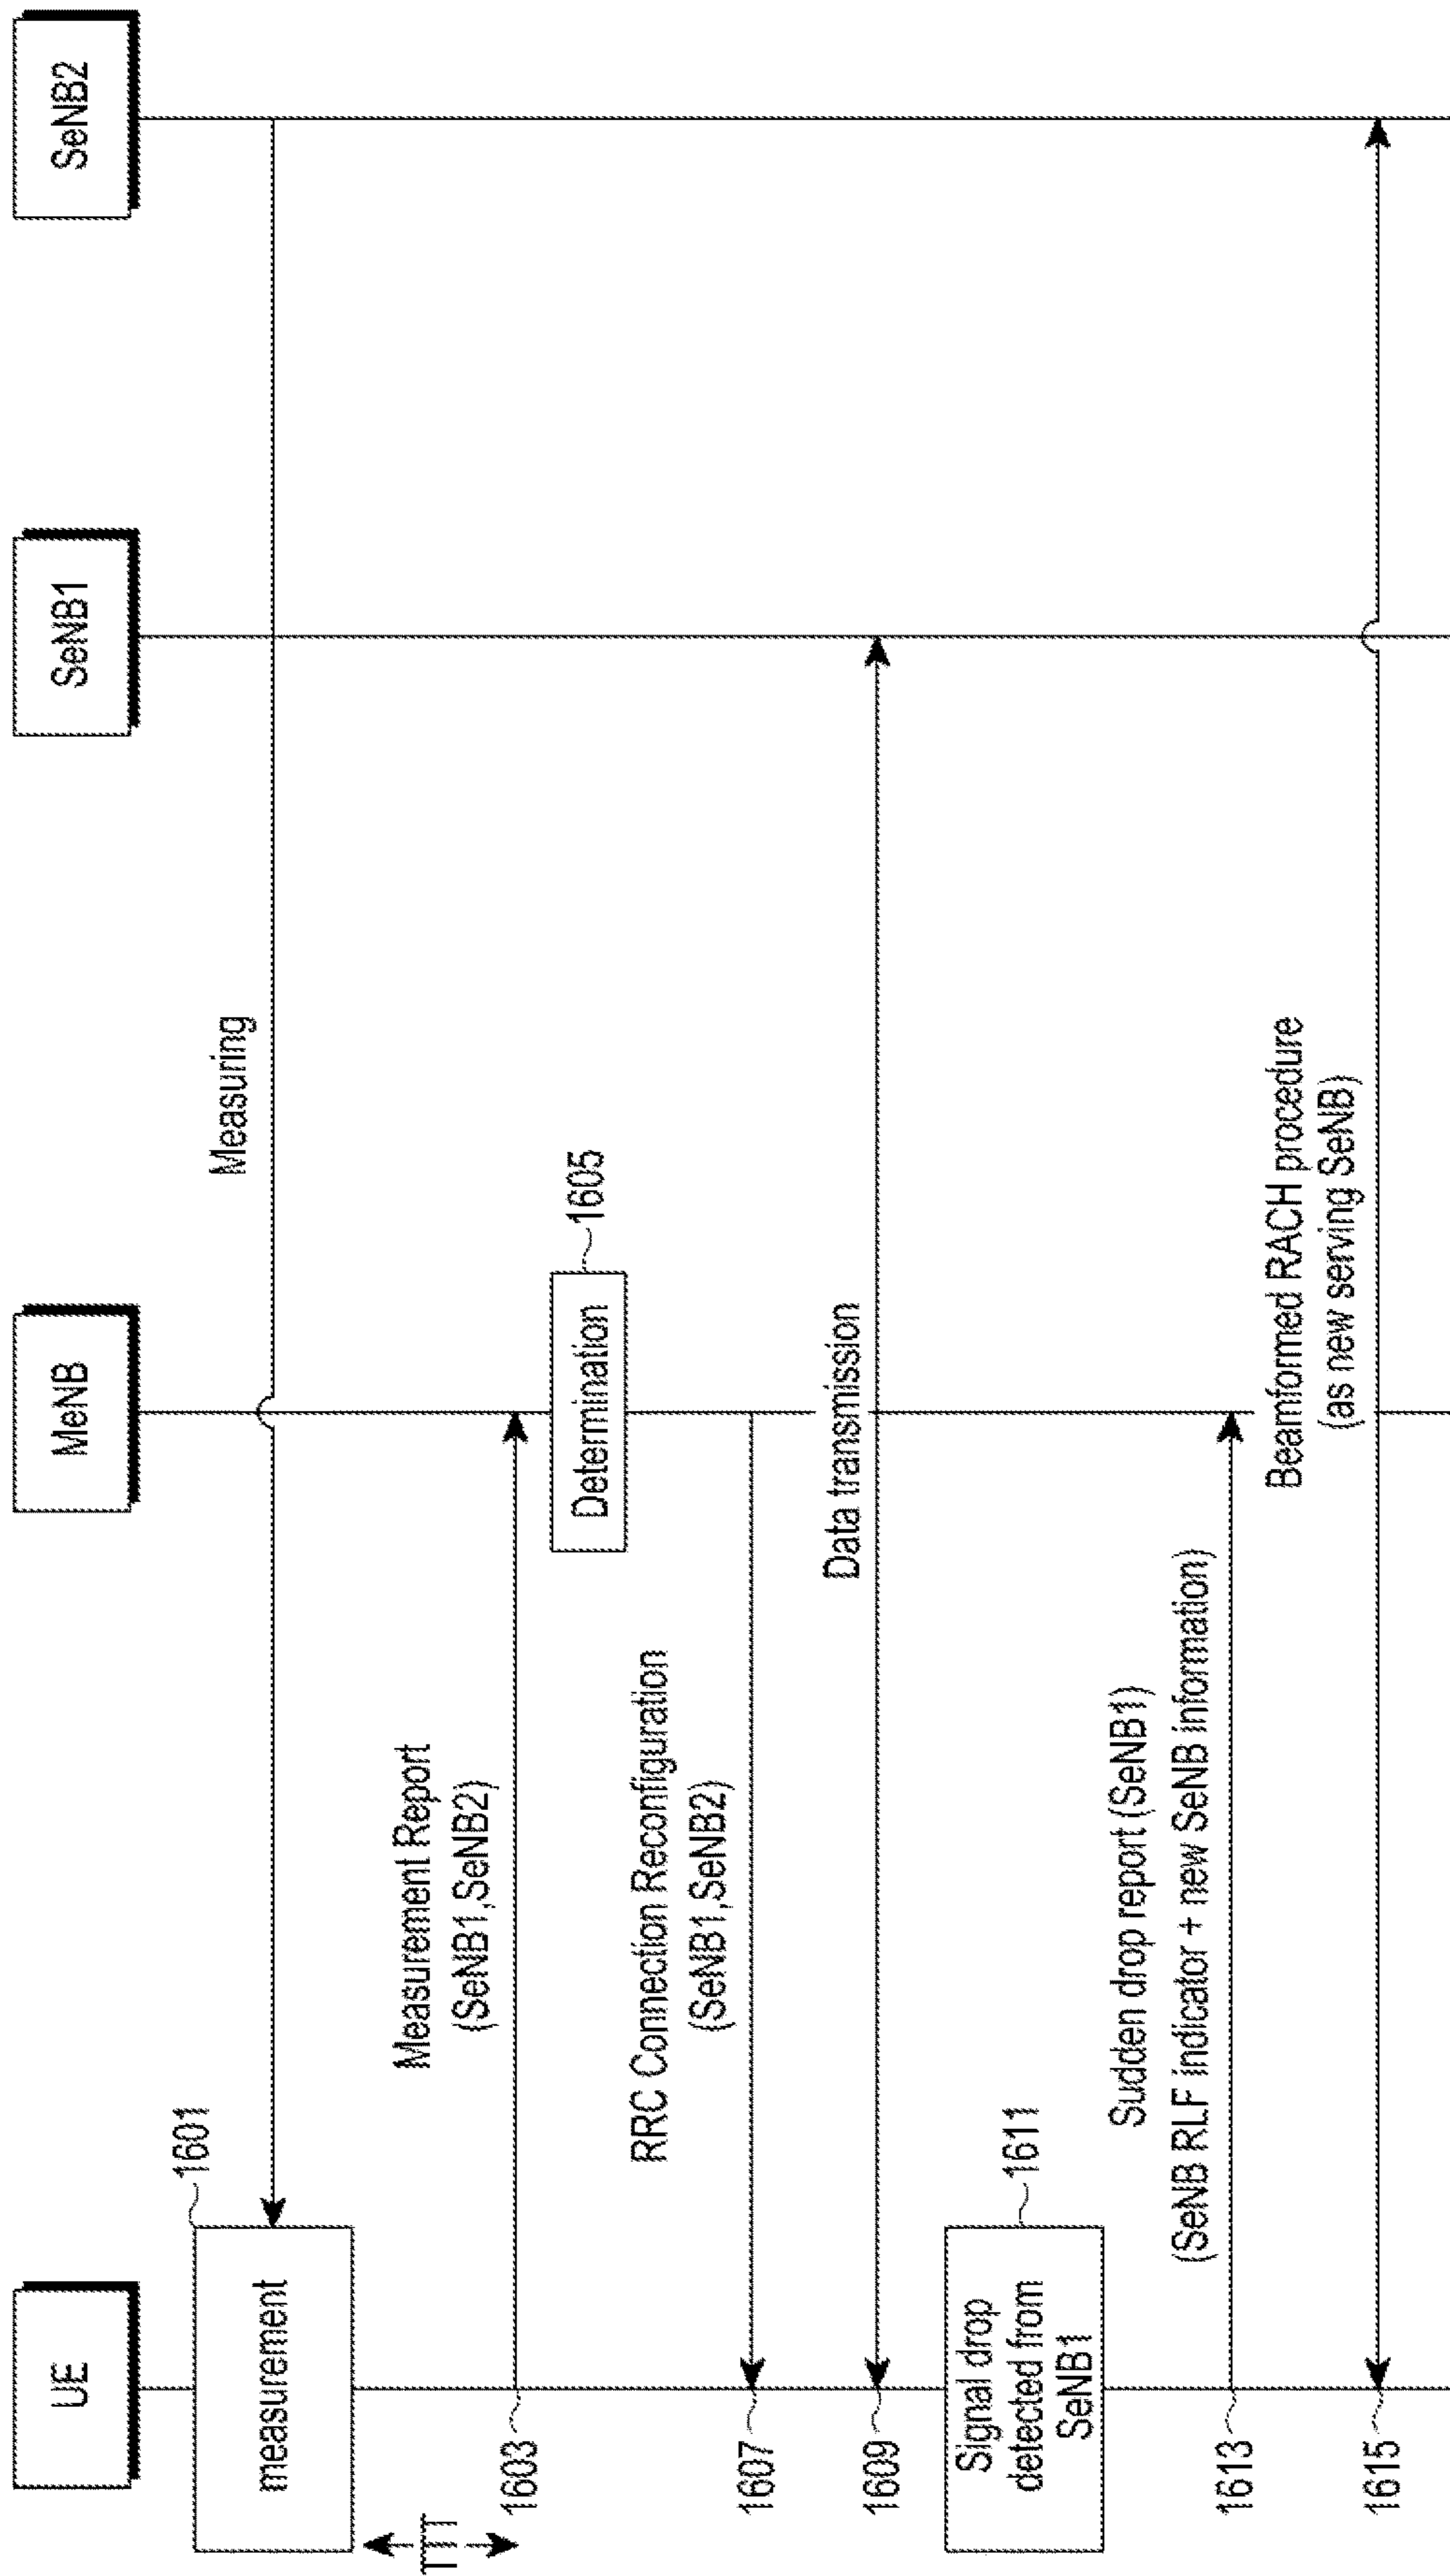 UE
MeNB
SeNB1
SeNB2
1601
Measuring
measurement
TTT
Measurement Report
(SeNB1,SeNB2)
1603
Determination
1605
RRC Connection Reconfiguration
(SeNB1,SeNB2)
1607
Data transmission
1609
Signal drop
detected from
SeNB1
1611
Sudden drop report (SeNB1)
(SeNB RLF indicator + new SeNB information)
1613
Beamformed RACH procedure
(as new serving SeNB)
1615